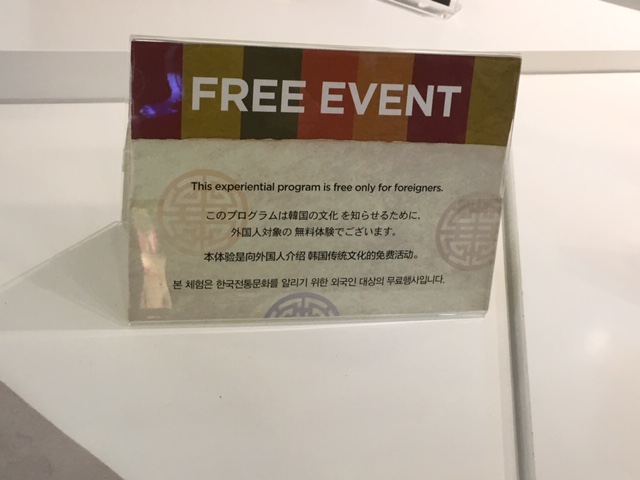 FREE EVENT
This experiential program is free only for foreigners.
このプログラムは韓国の文化 を知らせるために、
外国人対象の 無料体験でございます。
本体验是向外国人介绍 韩国传统文化的免费活动。
본 체험은 한국전통문화를 알리기 위한 외국인 대상의 무료행사입니다.